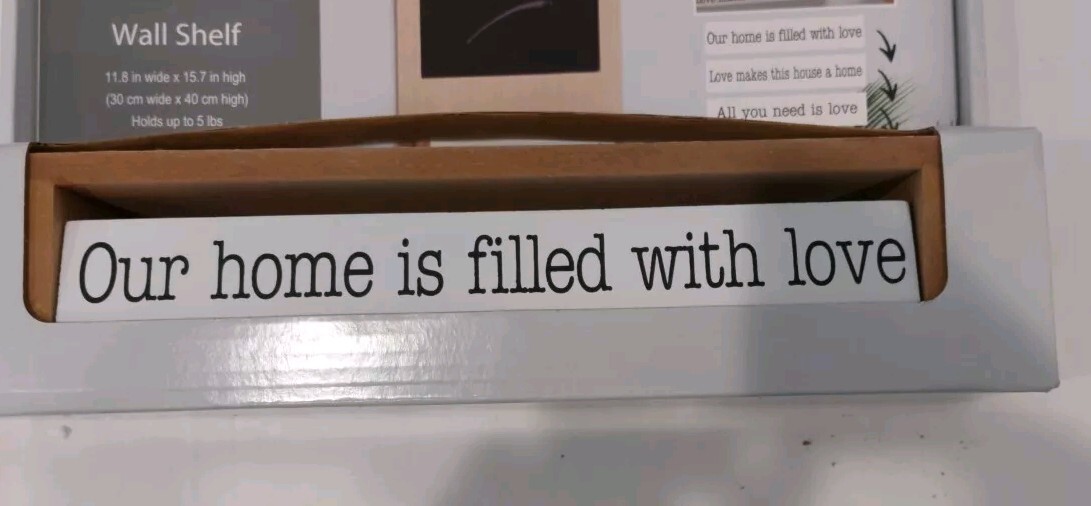 Wall Shelf
11.8 in wide x 15.7 in high
(30 cm wide x 40 cm high)
Holds up to 5 lbs
Our home is filled with love
Love makes this house a home
All you need is love
Our home is filled with love